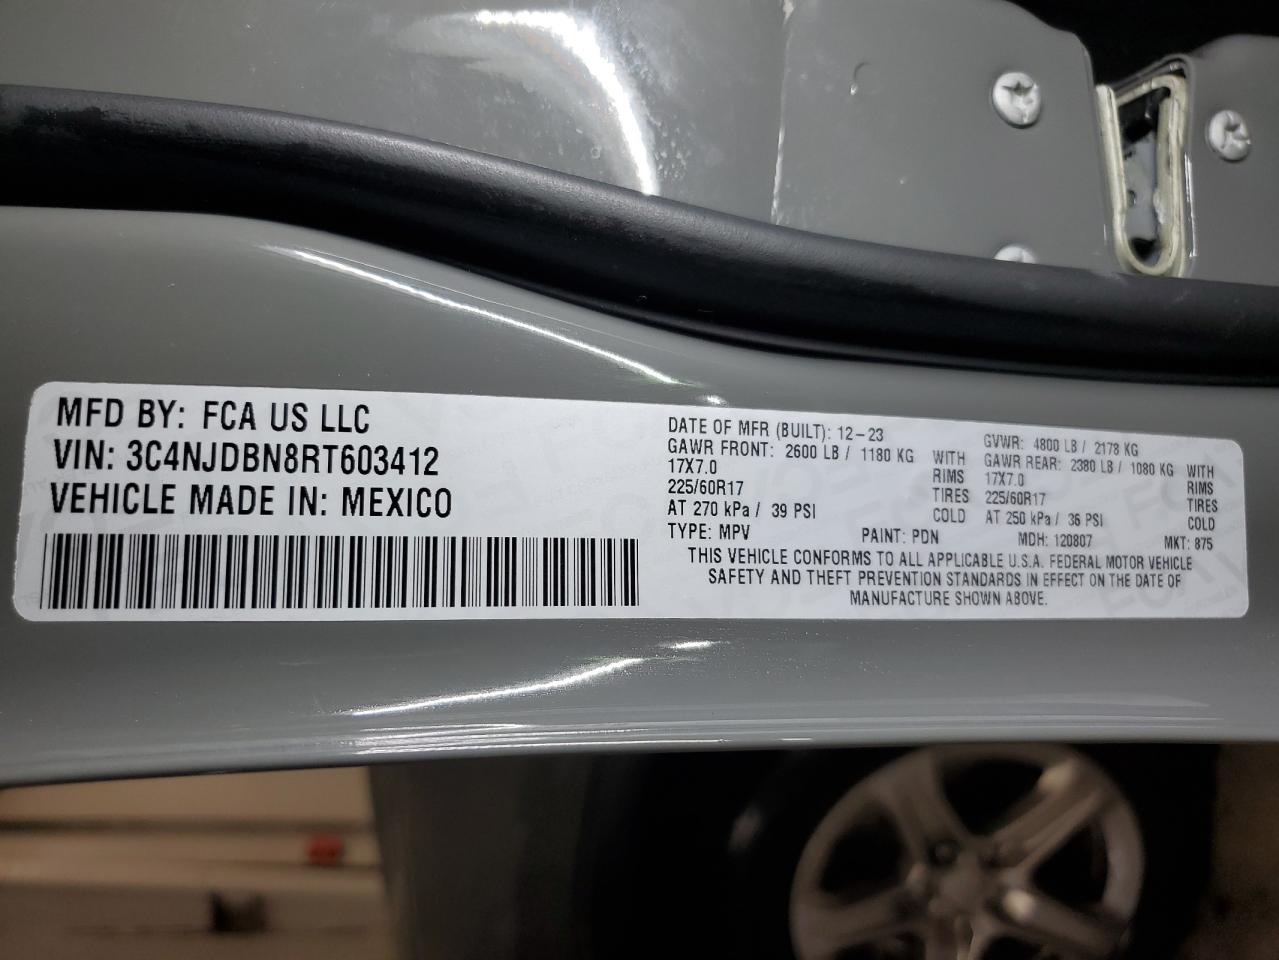 MFD BY: FCA US LLC
VIN: 3C4NJDBN8RT603412
VEHICLE MADE IN: MEXICO
DATE OF MFR (BUILT): 12-23 GVWR: 4800 LB / 2178 KG
GAWR FRONT: 2600 LB / 1180 KG WITH GAWR REAR: 2380 LB / 1080 KG WITH
17X7.0 RIMS 17X7.0 RIMS
225/60R17 TIRES 225/60R17 TIRES
AT 270 kPa / 39 PSI COLD AT 250 kPa / 36 PSI COLD
TYPE: MPV PAINT: PDN MDH: 120807 MKT: 875
THIS VEHICLE CONFORMS TO ALL APPLICABLE U.S.A. FEDERAL MOTOR VEHICLE
SAFETY AND THEFT PREVENTION STANDARDS IN EFFECT ON THE DATE OF
MANUFACTURE SHOWN ABOVE.